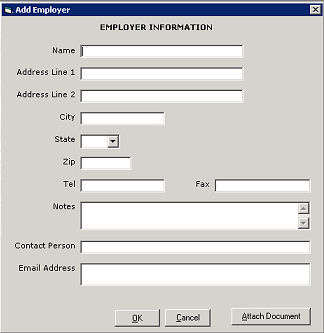 Add Employer
EMPLOYER INFORMATION
Name
Address Line 1
Address Line 2
City
State
Zip
Tel Fax
Notes
Contact Person
Email Address
OK Cancel Attach Document